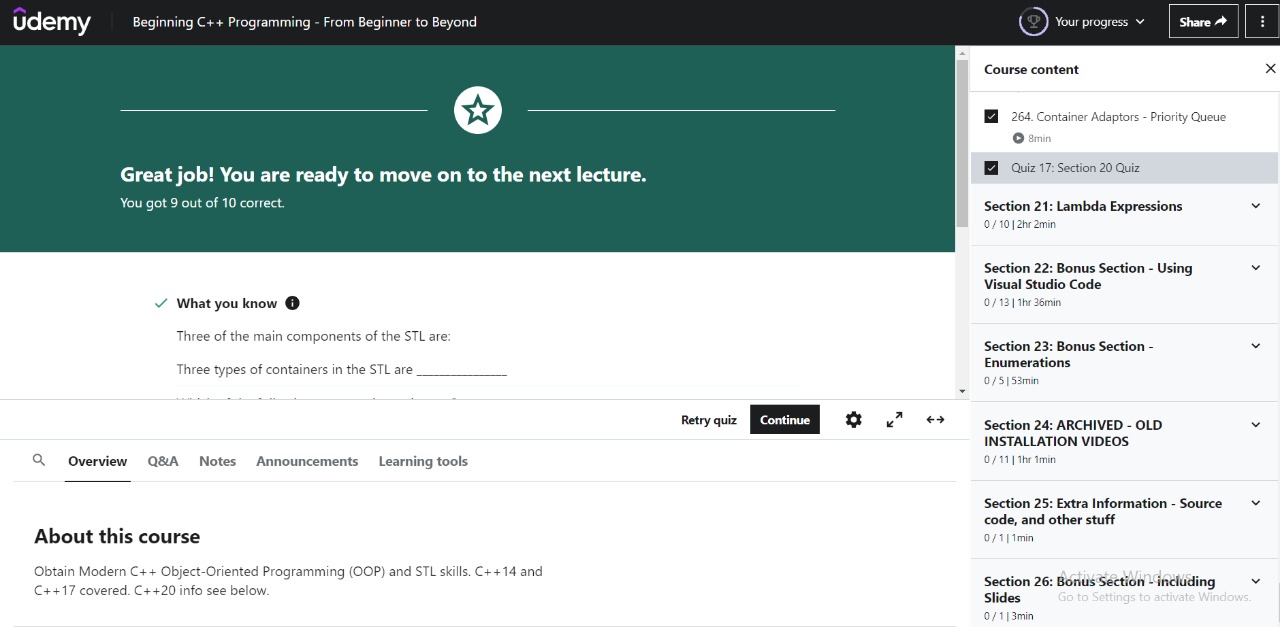 udemy
Beginning C++ Programming - From Beginner to Beyond
Your progress
Share
Great job! You are ready to move on to the next lecture.
You got 9 out of 10 correct.
What you know
Three of the main components of the STL are:
Three types of containers in the STL are ________________
Retry quiz
Continue
Overview
Q&A
Notes
Announcements
Learning tools
About this course
Obtain Modern C++ Object-Oriented Programming (OOP) and STL skills. C++14 and
C++17 covered. C++20 info see below.
Course content
264. Container Adaptors - Priority Queue
8min
Quiz 17: Section 20 Quiz
Section 21: Lambda Expressions
0 / 10 | 2hr 2min
Section 22: Bonus Section - Using
Visual Studio Code
0 / 13 | 1hr 36min
Section 23: Bonus Section -
Enumerations
0 / 5 | 53min
Section 24: ARCHIVED - OLD
INSTALLATION VIDEOS
0 / 11 | 1hr 1min
Section 25: Extra Information - Source
code, and other stuff
0 / 1 | 1min
Section 26: Bonus Section - including
Slides
0 / 1 | 3min
Activate Windows
Go to Settings to activate Windows.